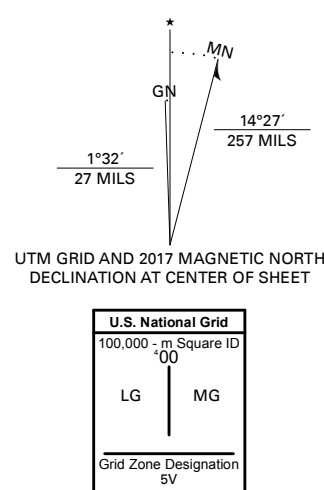 ★
MN
GN
14°27´
257 MILS
1°32´
27 MILS
UTM GRID AND 2017 MAGNETIC NORTH
DECLINATION AT CENTER OF SHEET
U.S. National Grid
100,000 - m Square ID
⁴00
LG MG
Grid Zone Designation
5V